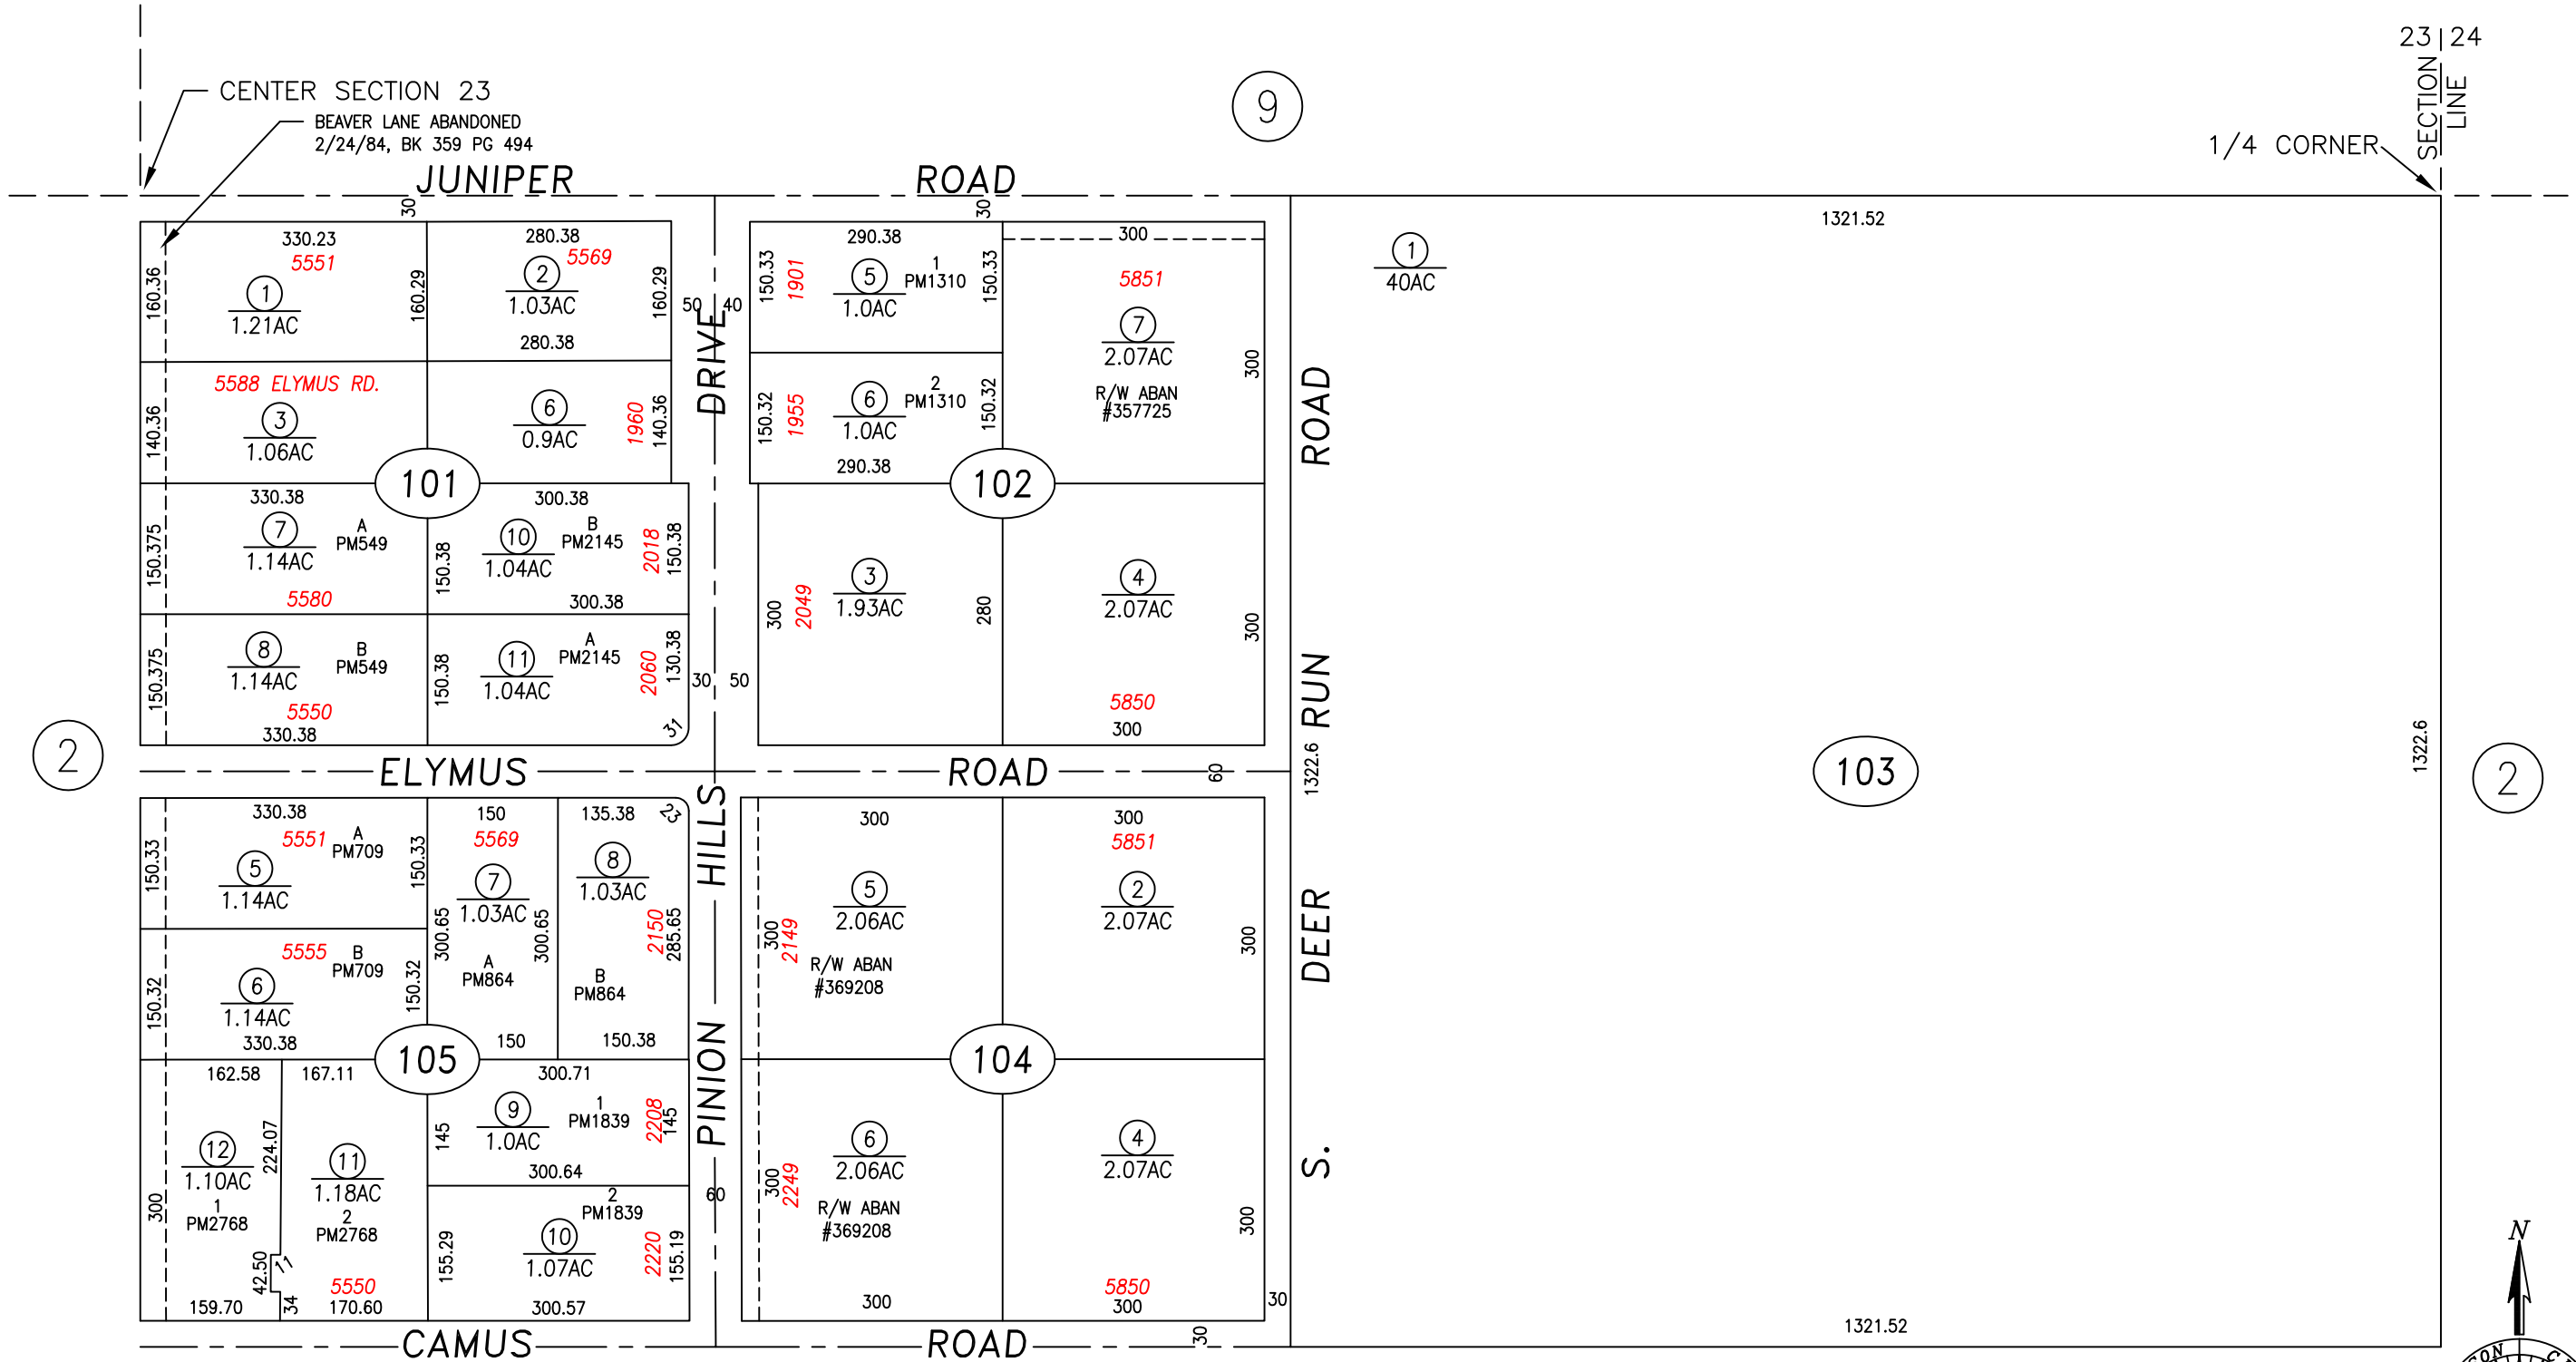 23 | 24
SECTION
LINE
CENTER SECTION 23
BEAVER LANE ABANDONED
2/24/84, BK 359 PG 494
9
1/4 CORNER
JUNIPER ROAD
30
30
1321.52
330.23
5551
160.36
1
1.21AC
160.29
280.38
5569
2
1.03AC
160.29
280.38
50
40
290.38
150.33
1901
5
1.0AC
1
PM1310
150.33
300
5851
7
2.07AC
R/W ABAN
#357725
300
1
40AC
5588 ELYMUS RD.
140.36
3
1.06AC
6
0.9AC
1960
140.36
101
150.32
1955
6
1.0AC
2
PM1310
150.32
290.38
102
330.38
150.375
7
1.14AC
A
PM549
5580
300.38
150.38
10
1.04AC
B
PM2145
2018
150.38
300.38
150.375
8
1.14AC
B
PM549
5550
330.38
150.38
11
1.04AC
A
PM2145
2060
130.38
31
30
50
300
2049
3
1.93AC
280
4
2.07AC
300
5850
300
2
ELYMUS ROAD
60
1322.6
103
1322.6
2
330.38
150.33
5551
A
PM709
5
1.14AC
150.33
150
5569
7
1.03AC
300.65
300.65
A
PM864
150
135.38
23
8
1.03AC
2150
285.65
B
PM864
150.38
300
300
2149
5
2.06AC
R/W ABAN
#369208
300
5851
2
2.07AC
300
150.32
5555
B
PM709
6
1.14AC
150.32
330.38
105
104
162.58
167.11
300.71
224.07
12
1.10AC
1
PM2768
300
11
1.18AC
2
PM2768
42.50
11
34
159.70
5550
170.60
145
9
1.0AC
1
PM1839
2208
145
300.64
155.29
10
1.07AC
2
PM1839
2220
155.19
300.57
60
300
2249
6
2.06AC
R/W ABAN
#369208
300
4
2.07AC
300
5850
300
30
30
1321.52
CAMUS ROAD
PINION HILLS DRIVE
S. DEER RUN ROAD
N